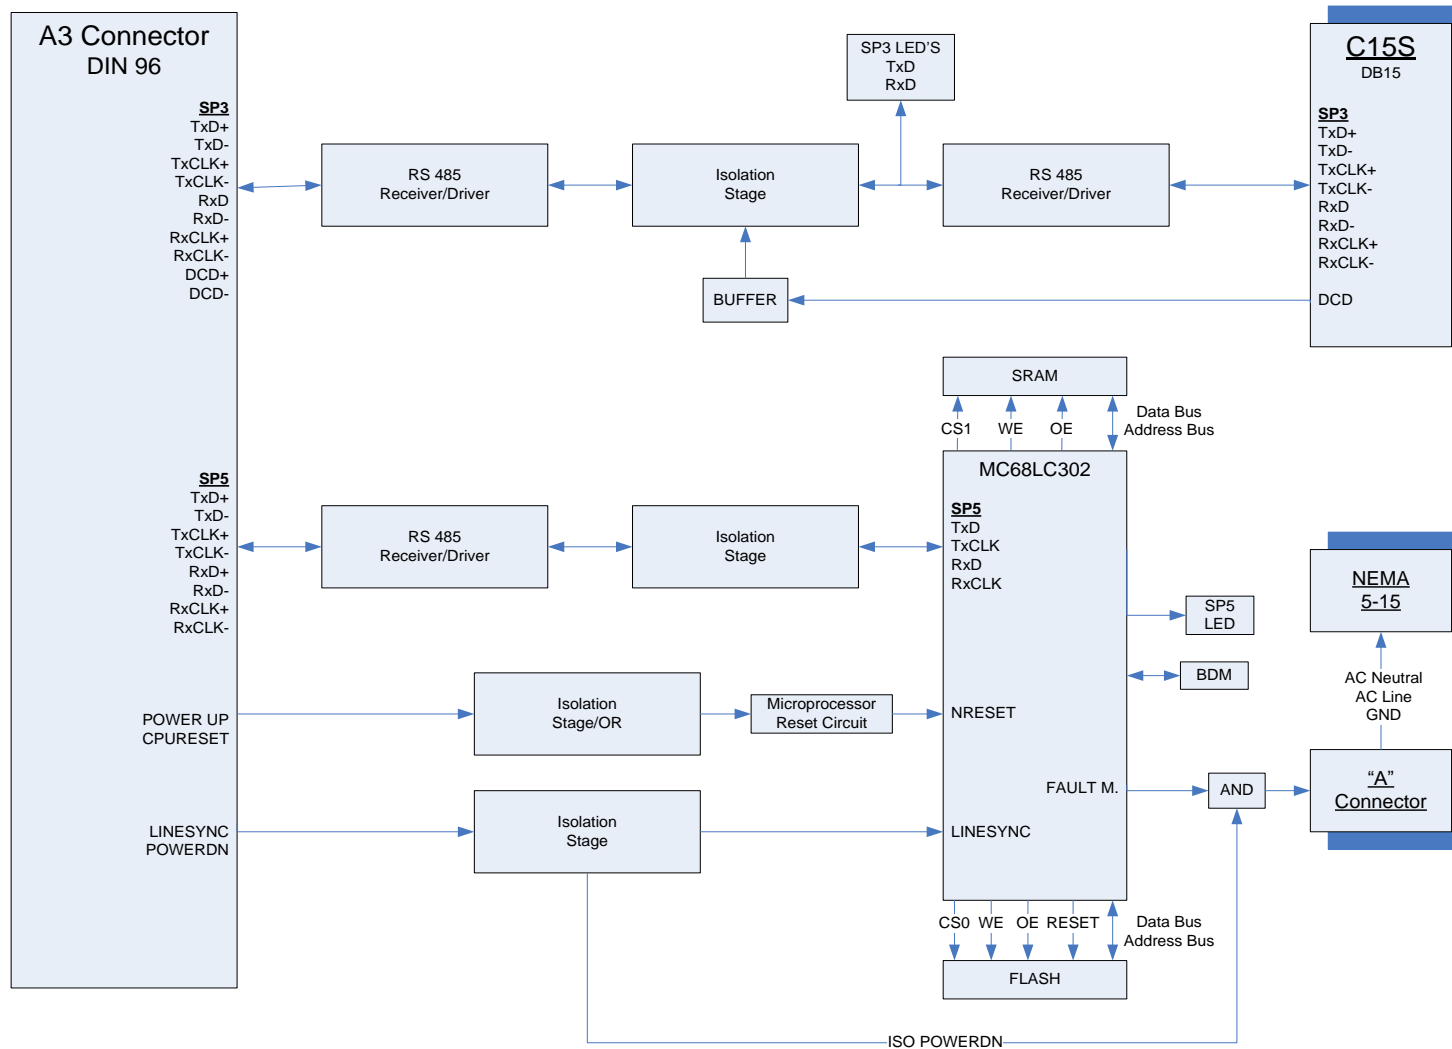 A3 Connector
DIN 96
SP3
TxD+
TxD-
TxCLK+
TxCLK-
RxD
RxD-
RxCLK+
RxCLK-
DCD+
DCD-
SP5
TxD+
TxD-
TxCLK+
TxCLK-
RxD+
RxD-
RxCLK+
RxCLK-
POWER UP
CPURESET
LINESYNC
POWERDN
RS 485
Receiver/Driver
Isolation
Stage
SP3 LED'S
TxD
RxD
RS 485
Receiver/Driver
BUFFER
C15S
DB15
SP3
TxD+
TxD-
TxCLK+
TxCLK-
RxD
RxD-
RxCLK+
RxCLK-
DCD
SRAM
CS1
WE
OE
Data Bus
Address Bus
RS 485
Receiver/Driver
Isolation
Stage
MC68LC302
SP5
TxD
TxCLK
RxD
RxCLK
NRESET
FAULT M.
LINESYNC
SP5
LED
BDM
NEMA
5-15
AC Neutral
AC Line
GND
Isolation
Stage/OR
Microprocessor
Reset Circuit
AND
“A”
Connector
Isolation
Stage
CS0
WE
OE
RESET
Data Bus
Address Bus
FLASH
ISO POWERDN